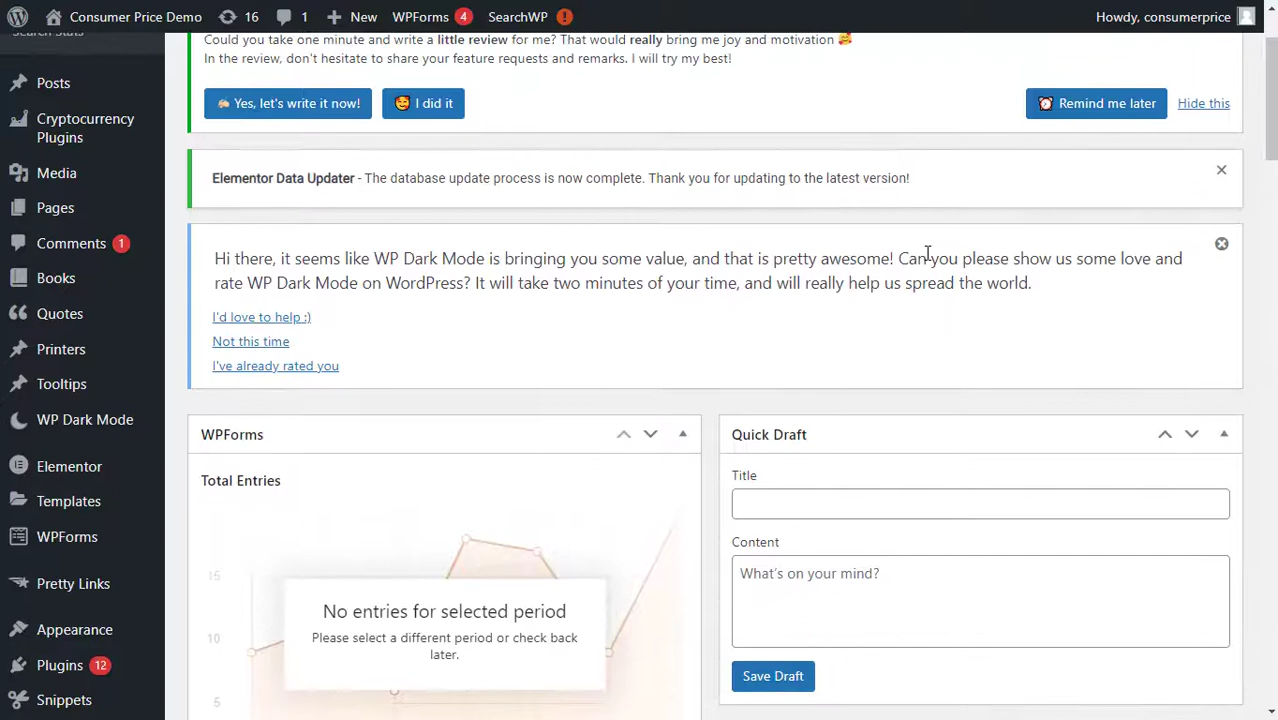 Consumer Price Demo 16 1 New WPForms 4 SearchWP Howdy, consumerprice
Search Stats
Posts
Cryptocurrency
Plugins
Media
Pages
Comments 1
Books
Quotes
Printers
Tooltips
WP Dark Mode
Elementor
Templates
WPForms
Pretty Links
Appearance
Plugins 12
Snippets
Could you take one minute and write a little review for me? That would really bring me joy and motivation 🥰
In the review, don't hesitate to share your feature requests and remarks. I will try my best!
✍🏻 Yes, let's write it now!
🥰 I did it
⏰ Remind me later
Hide this
Elementor Data Updater - The database update process is now complete. Thank you for updating to the latest version!
Hi there, it seems like WP Dark Mode is bringing you some value, and that is pretty awesome! Can you please show us some love and
rate WP Dark Mode on WordPress? It will take two minutes of your time, and will really help us spread the world.
I'd love to help :)
Not this time
I've already rated you
WPForms
Total Entries
15
10
5
No entries for selected period
Please select a different period or check back
later.
Quick Draft
Title
Content
What's on your mind?
Save Draft